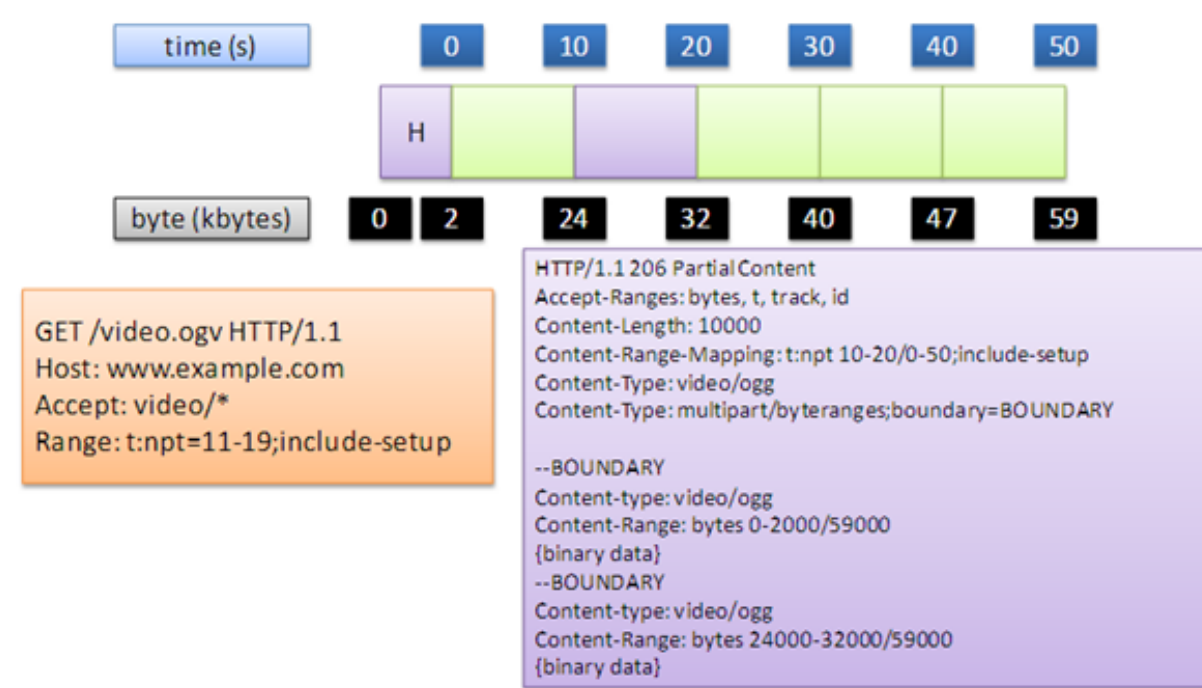 time (s) 0 10 20 30 40 50
H
byte (kbytes) 0 2 24 32 40 47 59
GET /video.ogv HTTP/1.1
Host: www.example.com
Accept: video/*
Range: t:npt=11-19;include-setup
HTTP/1.1 206 Partial Content
Accept-Ranges: bytes, t, track, id
Content-Length: 10000
Content-Range-Mapping: t:npt 10-20/0-50;include-setup
Content-Type: video/ogg
Content-Type: multipart/byteranges;boundary=BOUNDARY
--BOUNDARY
Content-type: video/ogg
Content-Range: bytes 0-2000/59000
{binary data}
--BOUNDARY
Content-type: video/ogg
Content-Range: bytes 24000-32000/59000
{binary data}